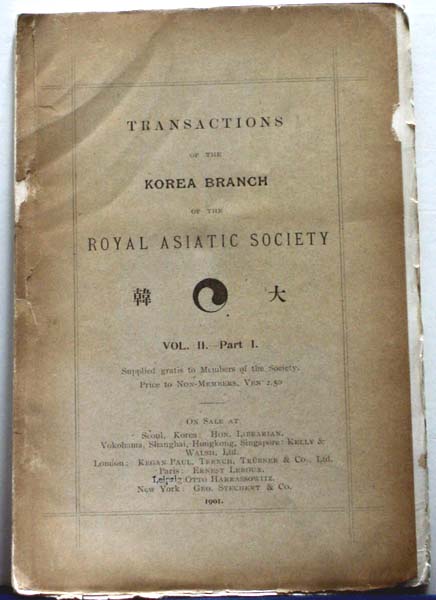 TRANSACTIONS
OF THE
KOREA BRANCH
OF THE
ROYAL ASIATIC SOCIETY
韓 大
VOL. II.—Part I.
Supplied gratis to Members of the Society.
Price to NON-MEMBERS, YEN 2.50
ON SALE AT
Seoul, Korea: HON. LIBRARIAN.
Yokohama, Shanghai, Hongkong, Singapore: KELLY &
WALSH, Ltd.
London: KEGAN PAUL, TRENCH, TRÜBNER & Co., Ltd.
Paris: ERNEST LEROUX.
Leipzig: OTTO HARRASSOWITZ.
New York: GEO. STECHERT & Co.
1901.